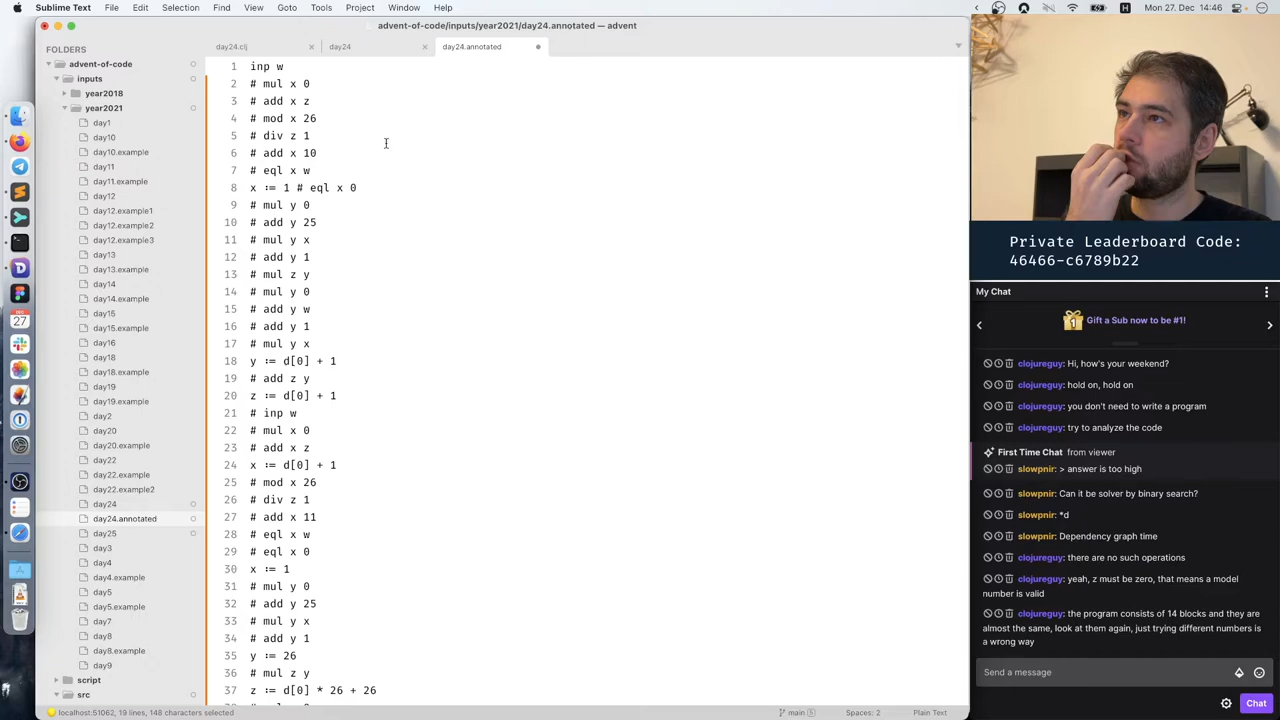 Sublime Text File Edit Selection Find View Goto Tools Project Window Help
Mon 27. Dec 14:46
advent-of-code/inputs/year2021/day24.annotated — advent
FOLDERS
advent-of-code
inputs
year2018
year2021
day1
day10
day10.example
day11
day11.example
day12
day12.example1
day12.example2
day12.example3
day13
day13.example
day14
day14.example
day15
day15.example
day16
day18
day18.example
day19
day19.example
day2
day20
day20.example
day22
day22.example
day22.example2
day24
day24.annotated
day25
day3
day4
day4.example
day5
day5.example
day7
day8
day8.example
day9
script
src
day24.clj
day24
day24.annotated
1 inp w
2 # mul x 0
3 # add x z
4 # mod x 26
5 # div z 1
6 # add x 10
7 # eql x w
8 x := 1 # eql x 0
9 # mul y 0
10 # add y 25
11 # mul y x
12 # add y 1
13 # mul z y
14 # mul y 0
15 # add y w
16 # add y 1
17 # mul y x
18 y := d[0] + 1
19 # add z y
20 z := d[0] + 1
21 # inp w
22 # mul x 0
23 # add x z
24 x := d[0] + 1
25 # mod x 26
26 # div z 1
27 # add x 11
28 # eql x w
29 # eql x 0
30 x := 1
31 # mul y 0
32 # add y 25
33 # mul y x
34 # add y 1
35 y := 26
36 # mul z y
37 z := d[0] * 26 + 26
localhost:51062, 19 lines, 148 characters selected
main 5
Spaces: 2
Plain Text
DEC
27
Private Leaderboard Code:
46466-c6789b22
My Chat
1 Gift a Sub now to be #1!
clojureguy: Hi, how's your weekend?
clojureguy: hold on, hold on
clojureguy: you don't need to write a program
clojureguy: try to analyze the code
First Time Chat from viewer
slowpnir: > answer is too high
slowpnir: Can it be solver by binary search?
slowpnir: *d
slowpnir: Dependency graph time
clojureguy: there are no such operations
clojureguy: yeah, z must be zero, that means a model
number is valid
clojureguy: the program consists of 14 blocks and they are
almost the same, look at them again, just trying different numbers is
a wrong way
Send a message
Chat